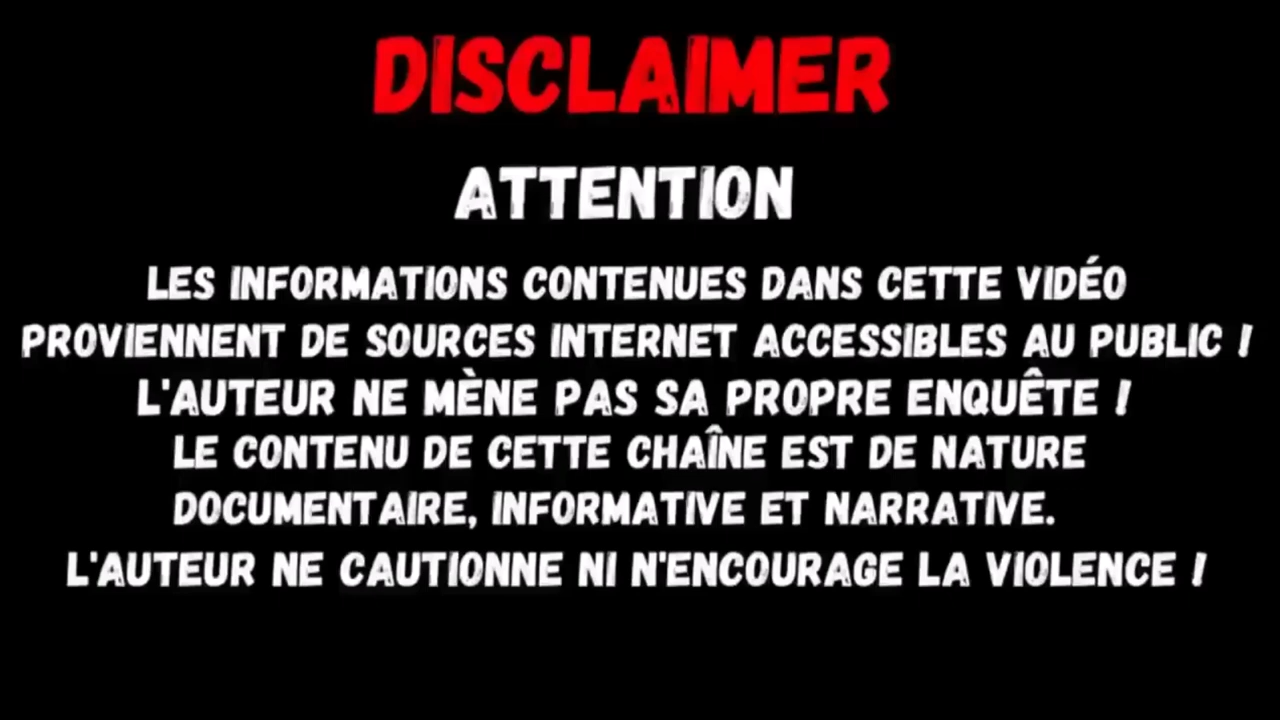 DISCLAIMER
ATTENTION
LES INFORMATIONS CONTENUES DANS CETTE VIDÉO
PROVIENNENT DE SOURCES INTERNET ACCESSIBLES AU PUBLIC !
L'AUTEUR NE MÈNE PAS SA PROPRE ENQUÊTE !
LE CONTENU DE CETTE CHAÎNE EST DE NATURE
DOCUMENTAIRE, INFORMATIVE ET NARRATIVE.
L'AUTEUR NE CAUTIONNE NI N'ENCOURAGE LA VIOLENCE !